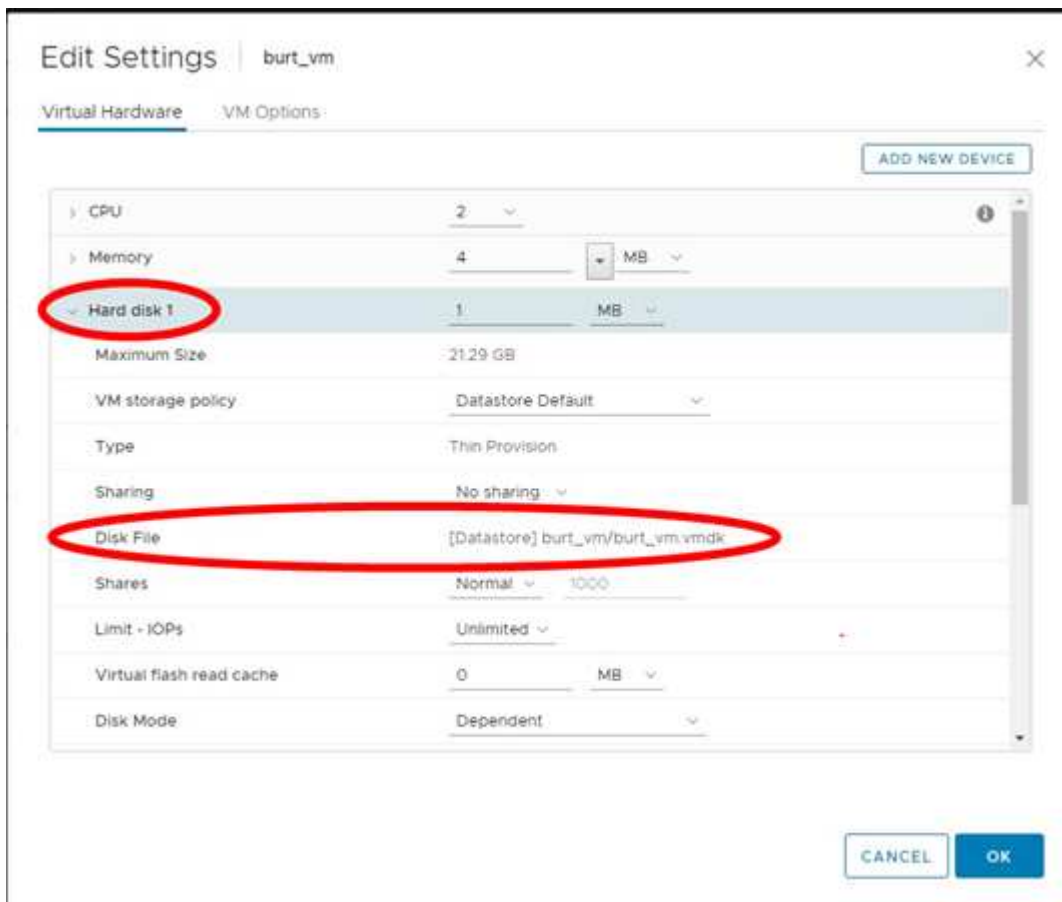 Edit Settings burt_vm
Virtual Hardware VM Options
ADD NEW DEVICE
CPU 2
Memory 4 MB
Hard disk 1 1 MB
Maximum Size 21.29 GB
VM storage policy Datastore Default
Type Thin Provision
Sharing No sharing
Disk File [Datastore] burt_vm/burt_vm.vmdk
Shares Normal 1000
Limit - IOPs Unlimited
Virtual flash read cache 0 MB
Disk Mode Dependent
CANCEL OK